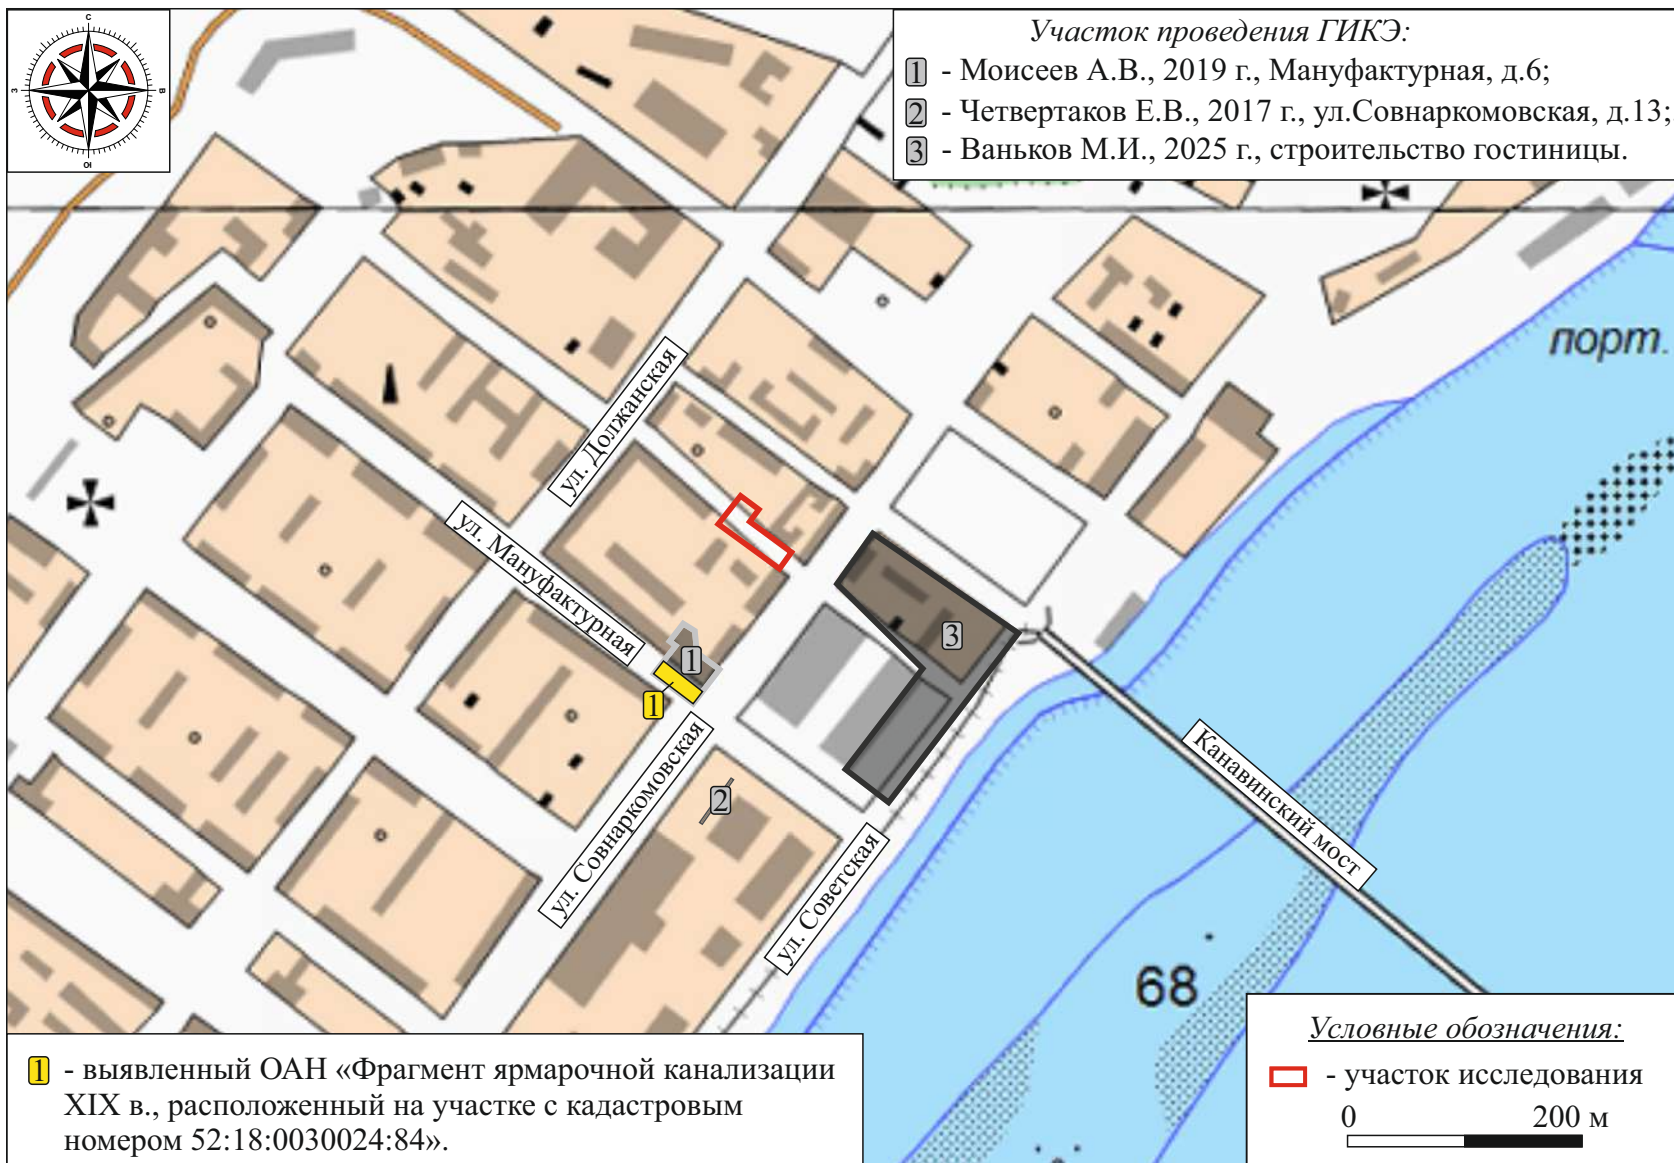 С
З
В
Ю
Участок проведения ГИКЭ:
1 - Моисеев А.В., 2019 г., Мануфактурная, д.6;
2 - Четвертаков Е.В., 2017 г., ул.Совнаркомовская, д.13;
3 - Ваньков М.И., 2025 г., строительство гостиницы.
порт.
ул. Должанская
ул. Мануфактурная
3
1
1
ул. Совнаркомовская
2
Канавинский мост
ул. Советская
68
1 - выявленный ОАН «Фрагмент ярмарочной канализации
XIX в., расположенный на участке с кадастровым
номером 52:18:0030024:84».
Условные обозначения:
- участок исследования
0 200 м